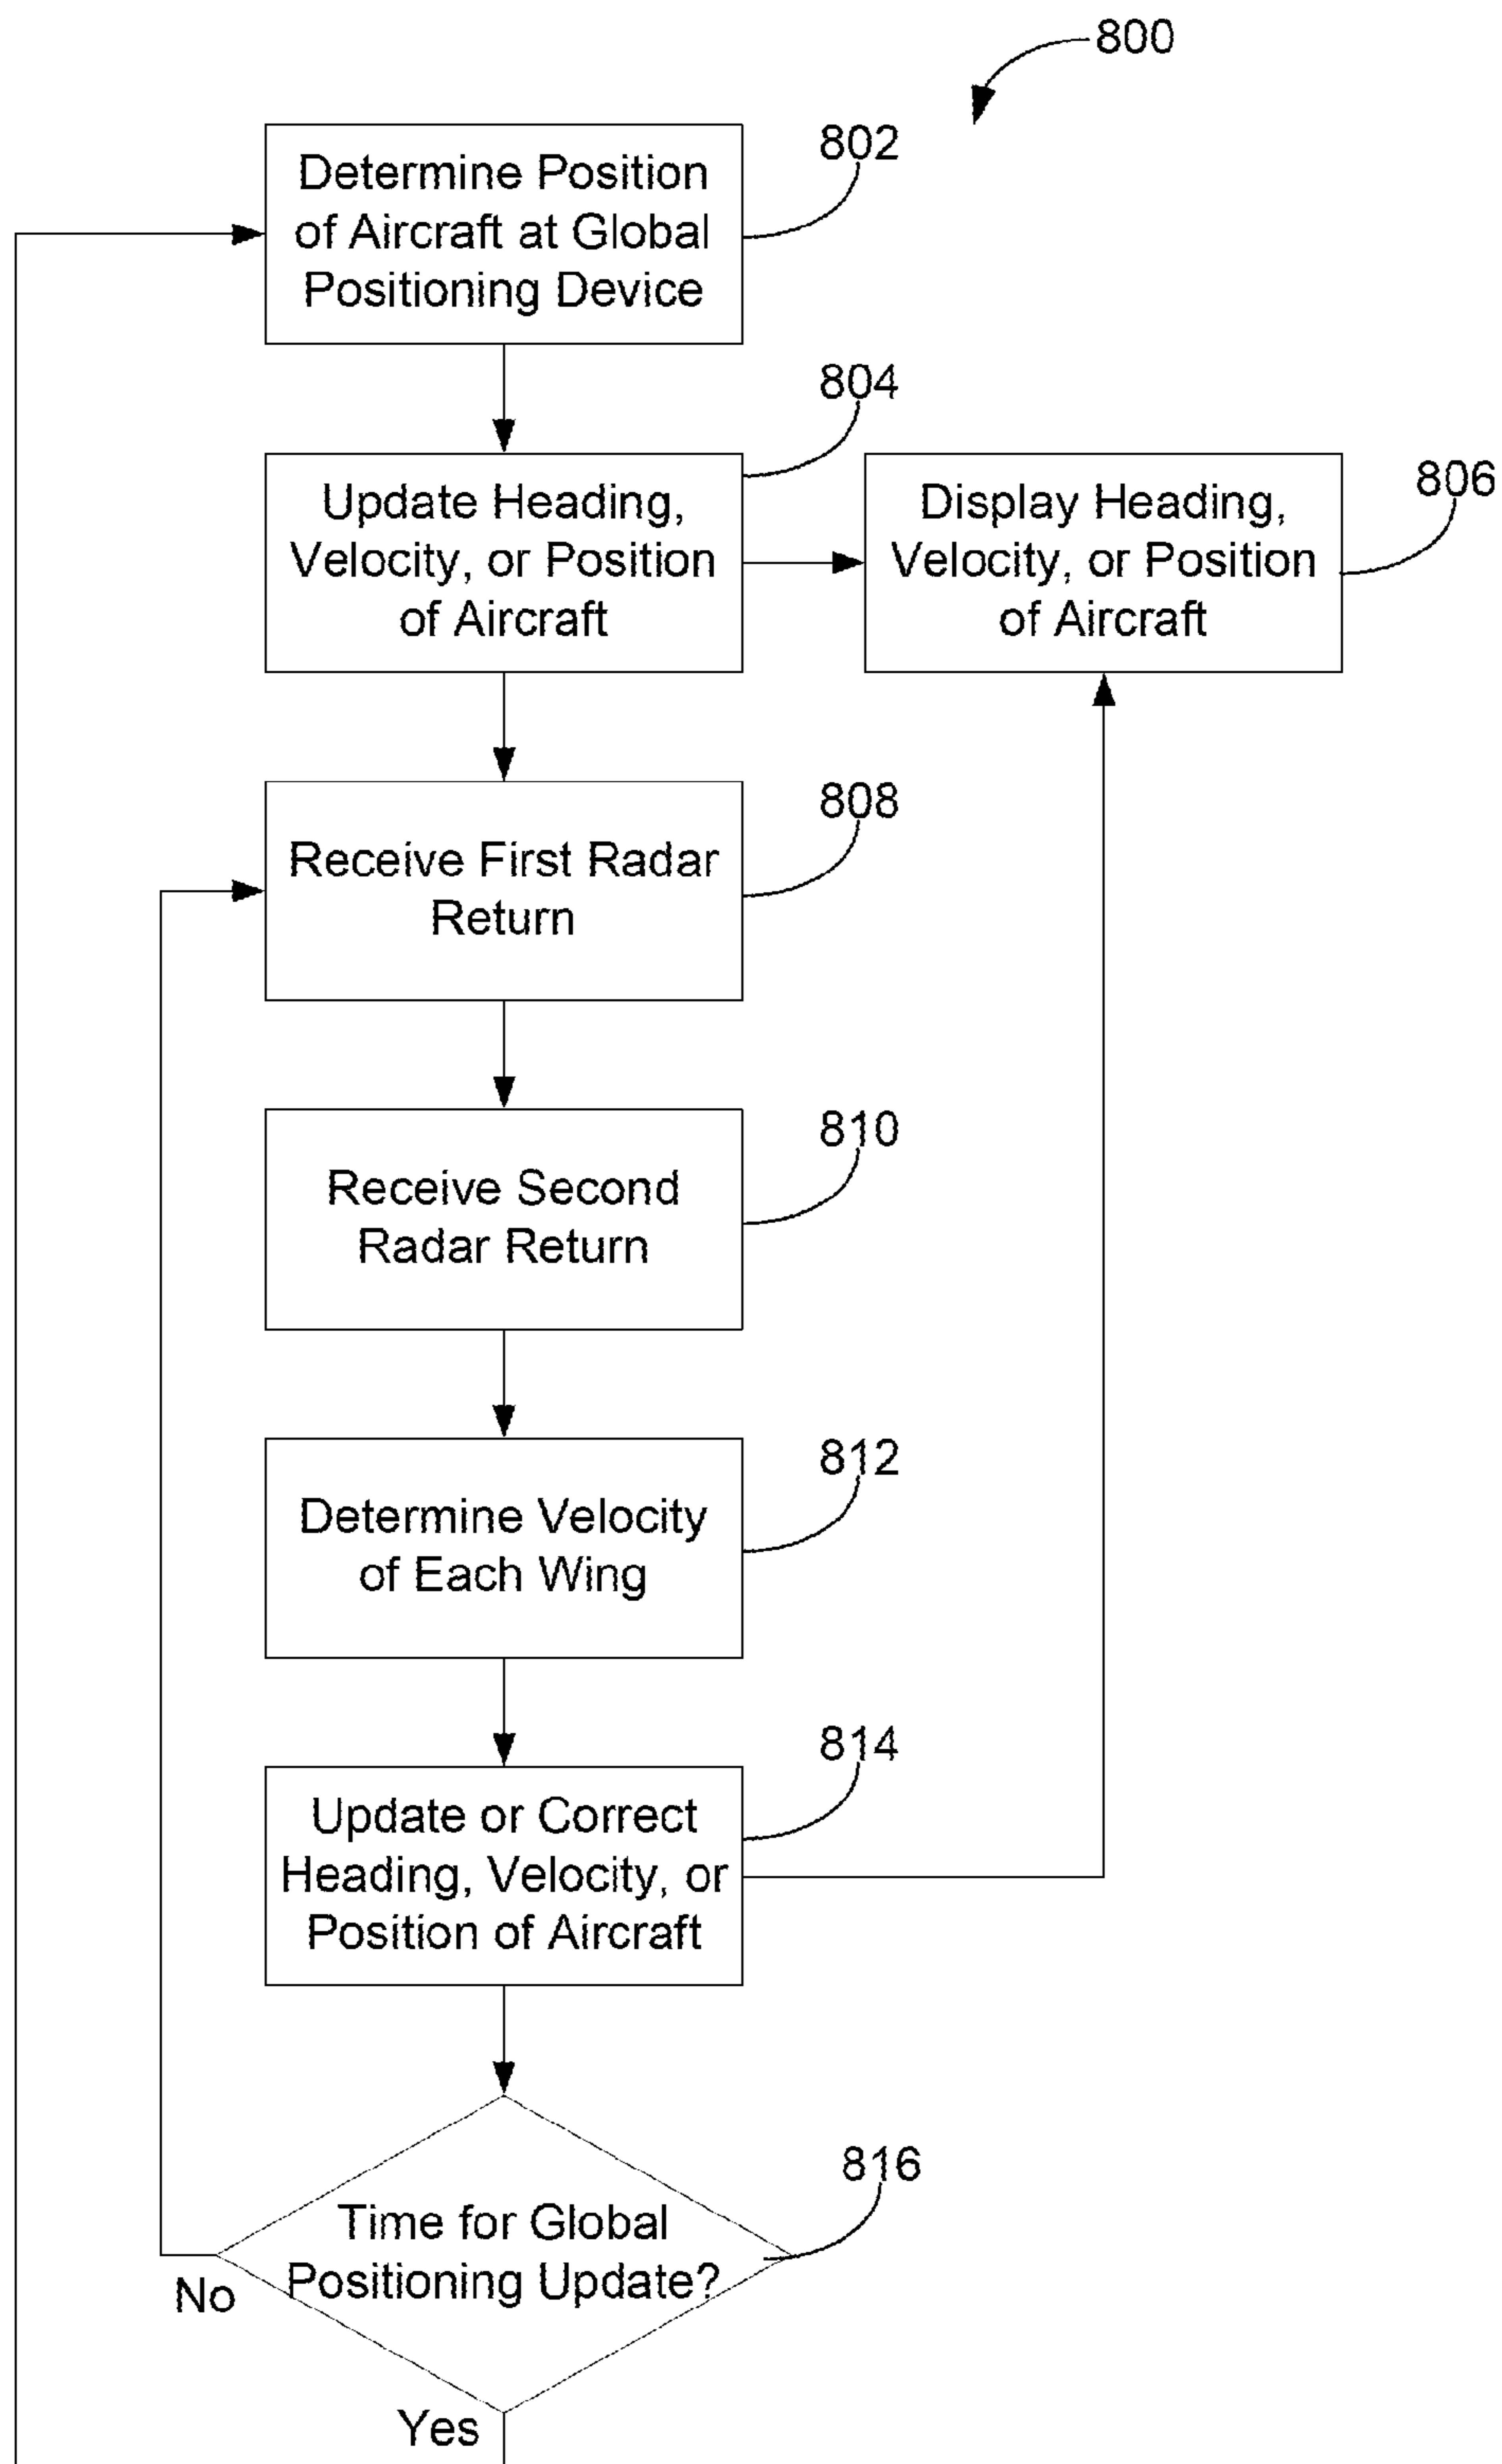 800
Determine Position
of Aircraft at Global
Positioning Device
802
Update Heading,
Velocity, or Position
of Aircraft
804
Display Heading,
Velocity, or Position
of Aircraft
806
Receive First Radar
Return
808
Receive Second
Radar Return
810
Determine Velocity
of Each Wing
812
Update or Correct
Heading, Velocity, or
Position of Aircraft
814
Time for Global
Positioning Update?
816
No
Yes